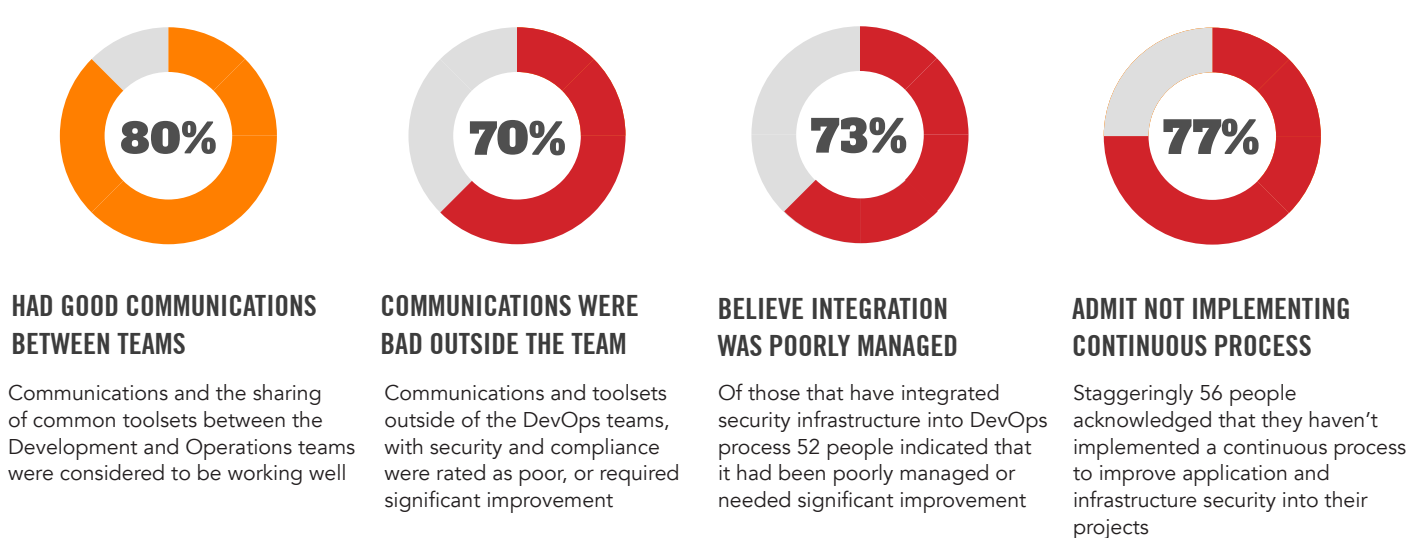 80%
HAD GOOD COMMUNICATIONS
BETWEEN TEAMS
Communications and the sharing
of common toolsets between the
Development and Operations teams
were considered to be working well
70%
COMMUNICATIONS WERE
BAD OUTSIDE THE TEAM
Communications and toolsets
outside of the DevOps teams,
with security and compliance
were rated as poor, or required
significant improvement
73%
BELIEVE INTEGRATION
WAS POORLY MANAGED
Of those that have integrated
security infrastructure into DevOps
process 52 people indicated that
it had been poorly managed or
needed significant improvement
77%
ADMIT NOT IMPLEMENTING
CONTINUOUS PROCESS
Staggeringly 56 people
acknowledged that they haven’t
implemented a continuous process
to improve application and
infrastructure security into their
projects